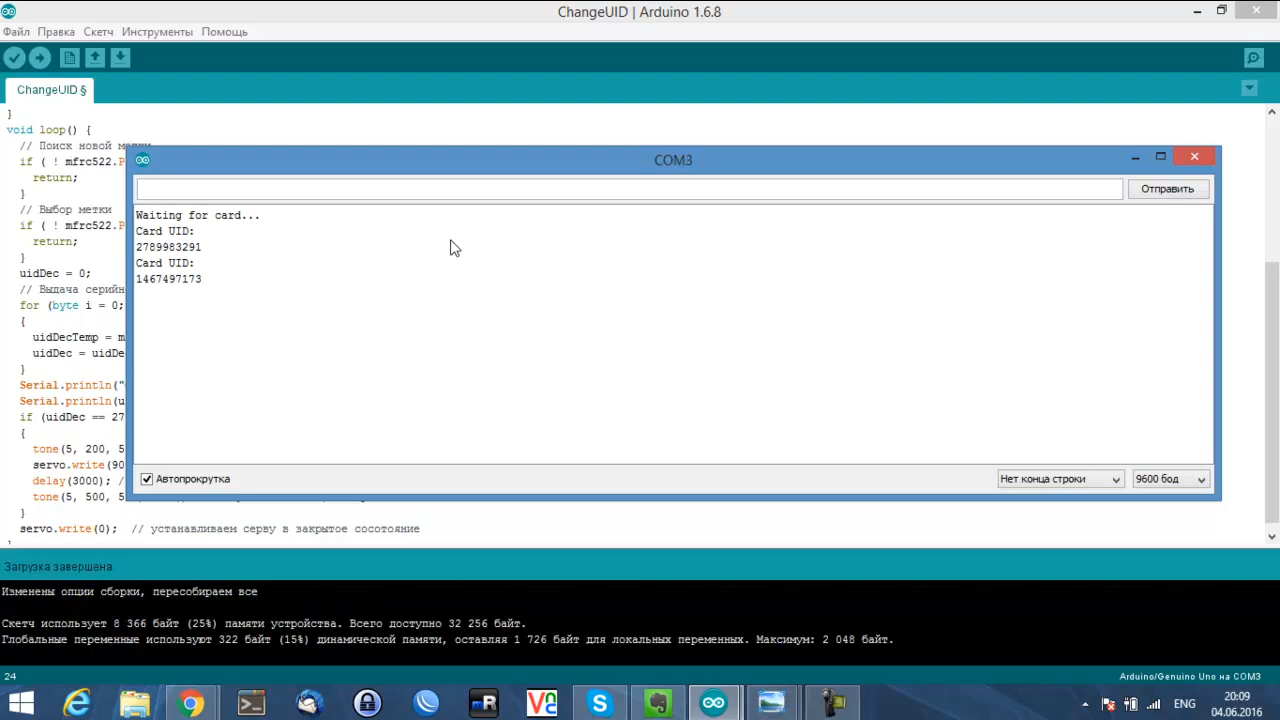 ChangeUID | Arduino 1.6.8
Файл Правка Скетч Инструменты Помощь
ChangeUID §
}
void loop() {
// Поиск новой
if ( ! mfrc522.P
return;
}
// Выбор метки
if ( ! mfrc522.P
return;
}
uidDec = 0;
// Выдача серий
for (byte i = 0;
{
uidDecTemp = m
uidDec = uidDe
}
Serial.println("
Serial.println(u
if (uidDec == 27
{
tone(5, 200, 5
servo.write(90
delay(3000); /
tone(5, 500, 5
}
servo.write(0); // устанавливаем серву в закрытое сосотояние
COM3
Отправить
Waiting for card...
Card UID:
2789983291
Card UID:
1467497173
Автопрокрутка
Нет конца строки
9600 бод
Загрузка завершена.
Изменены опции сборки, пересобираем все
Скетч использует 8 366 байт (25%) памяти устройства. Всего доступно 32 256 байт.
Глобальные переменные используют 322 байт (15%) динамической памяти, оставляя 1 726 байт для локальных переменных. Максимум: 2 048 байт.
24
Arduino/Genuino Uno на COM3
ENG
20:09
04.06.2016